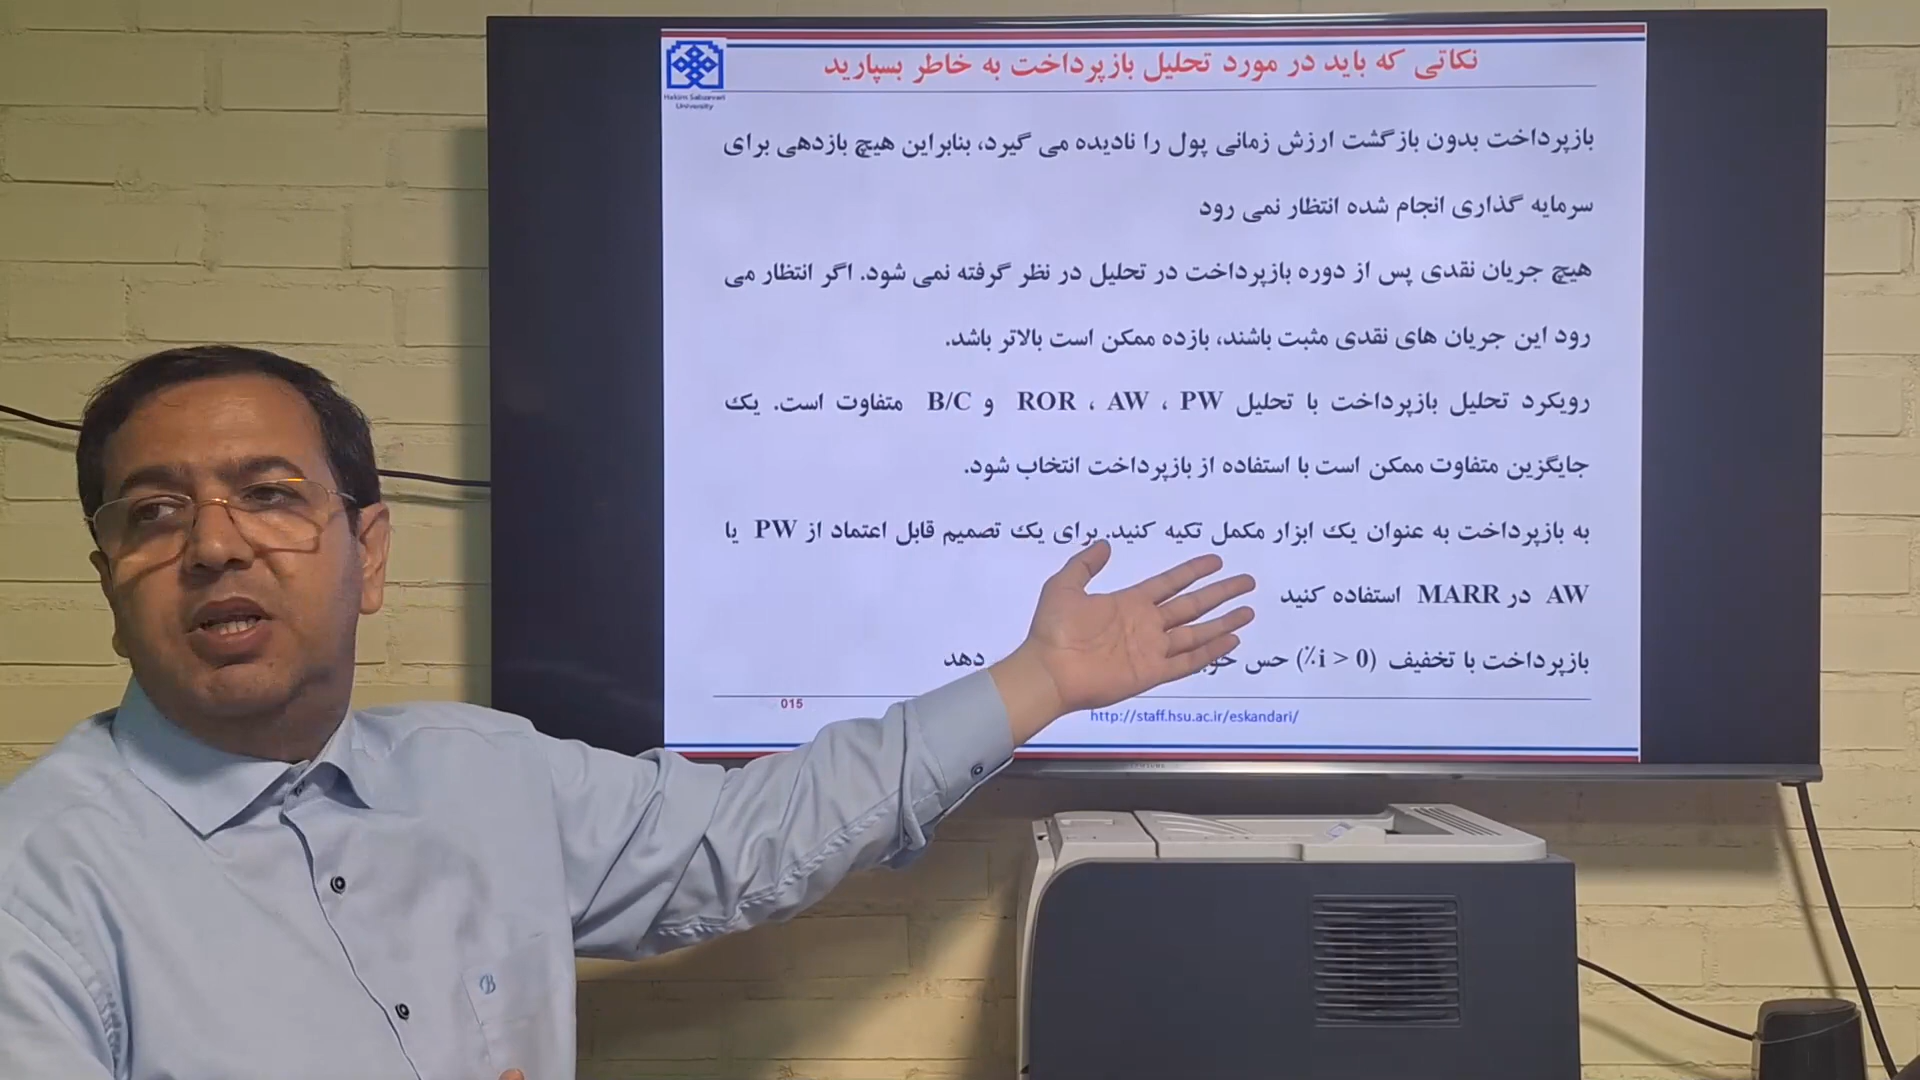 نکاتی که باید در مورد تحلیل بازپرداخت به خاطر بسپارید
Hakim Sabzevari
University
بازپرداخت بدون بازگشت ارزش زمانی پول را نادیده می گیرد، بنابراین هیچ بازدهی برای
سرمایه گذاری انجام شده انتظار نمی رود
هیچ جریان نقدی پس از دوره بازپرداخت در تحلیل در نظر گرفته نمی شود. اگر انتظار می
رود این جریان های نقدی مثبت باشند، بازده ممکن است بالاتر باشد.
رویکرد تحلیل بازپرداخت با تحلیل PW ، AW ، ROR و B/C متفاوت است. یک
جایگزین متفاوت ممکن است با استفاده از بازپرداخت انتخاب شود.
به بازپرداخت به عنوان یک ابزار مکمل تکیه کنید. برای یک تصمیم قابل اعتماد از PW یا
AW در MARR استفاده کنید
بازپرداخت با تخفیف (i > 0٪) حس دهد
015
http://staff.hsu.ac.ir/eskandari/
SAMSUNG
B